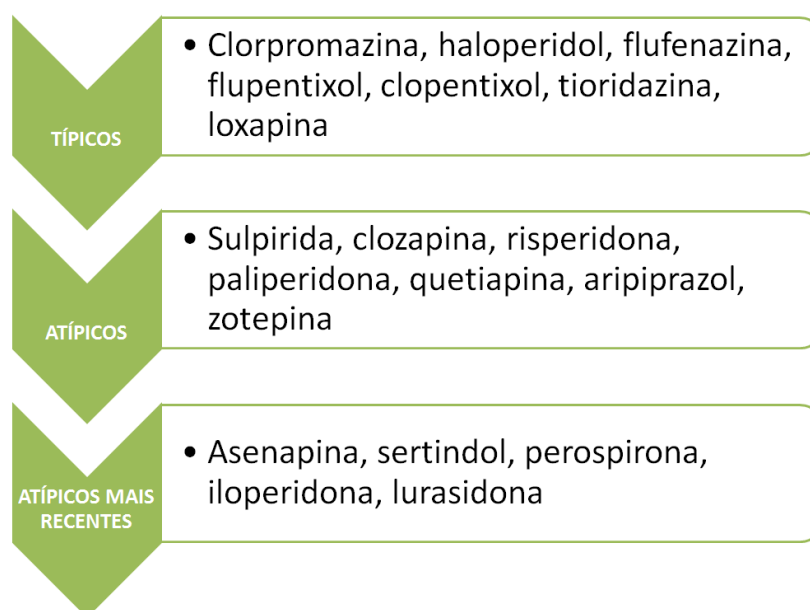 TÍPICOS
• Clorpromazina, haloperidol, flufenazina,
flupentixol, clopentixol, tioridazina,
loxapina
ATÍPICOS
• Sulpirida, clozapina, risperidona,
paliperidona, quetiapina, aripiprazol,
zotepina
ATÍPICOS MAIS
RECENTES
• Asenapina, sertindol, perospirona,
iloperidona, lurasidona